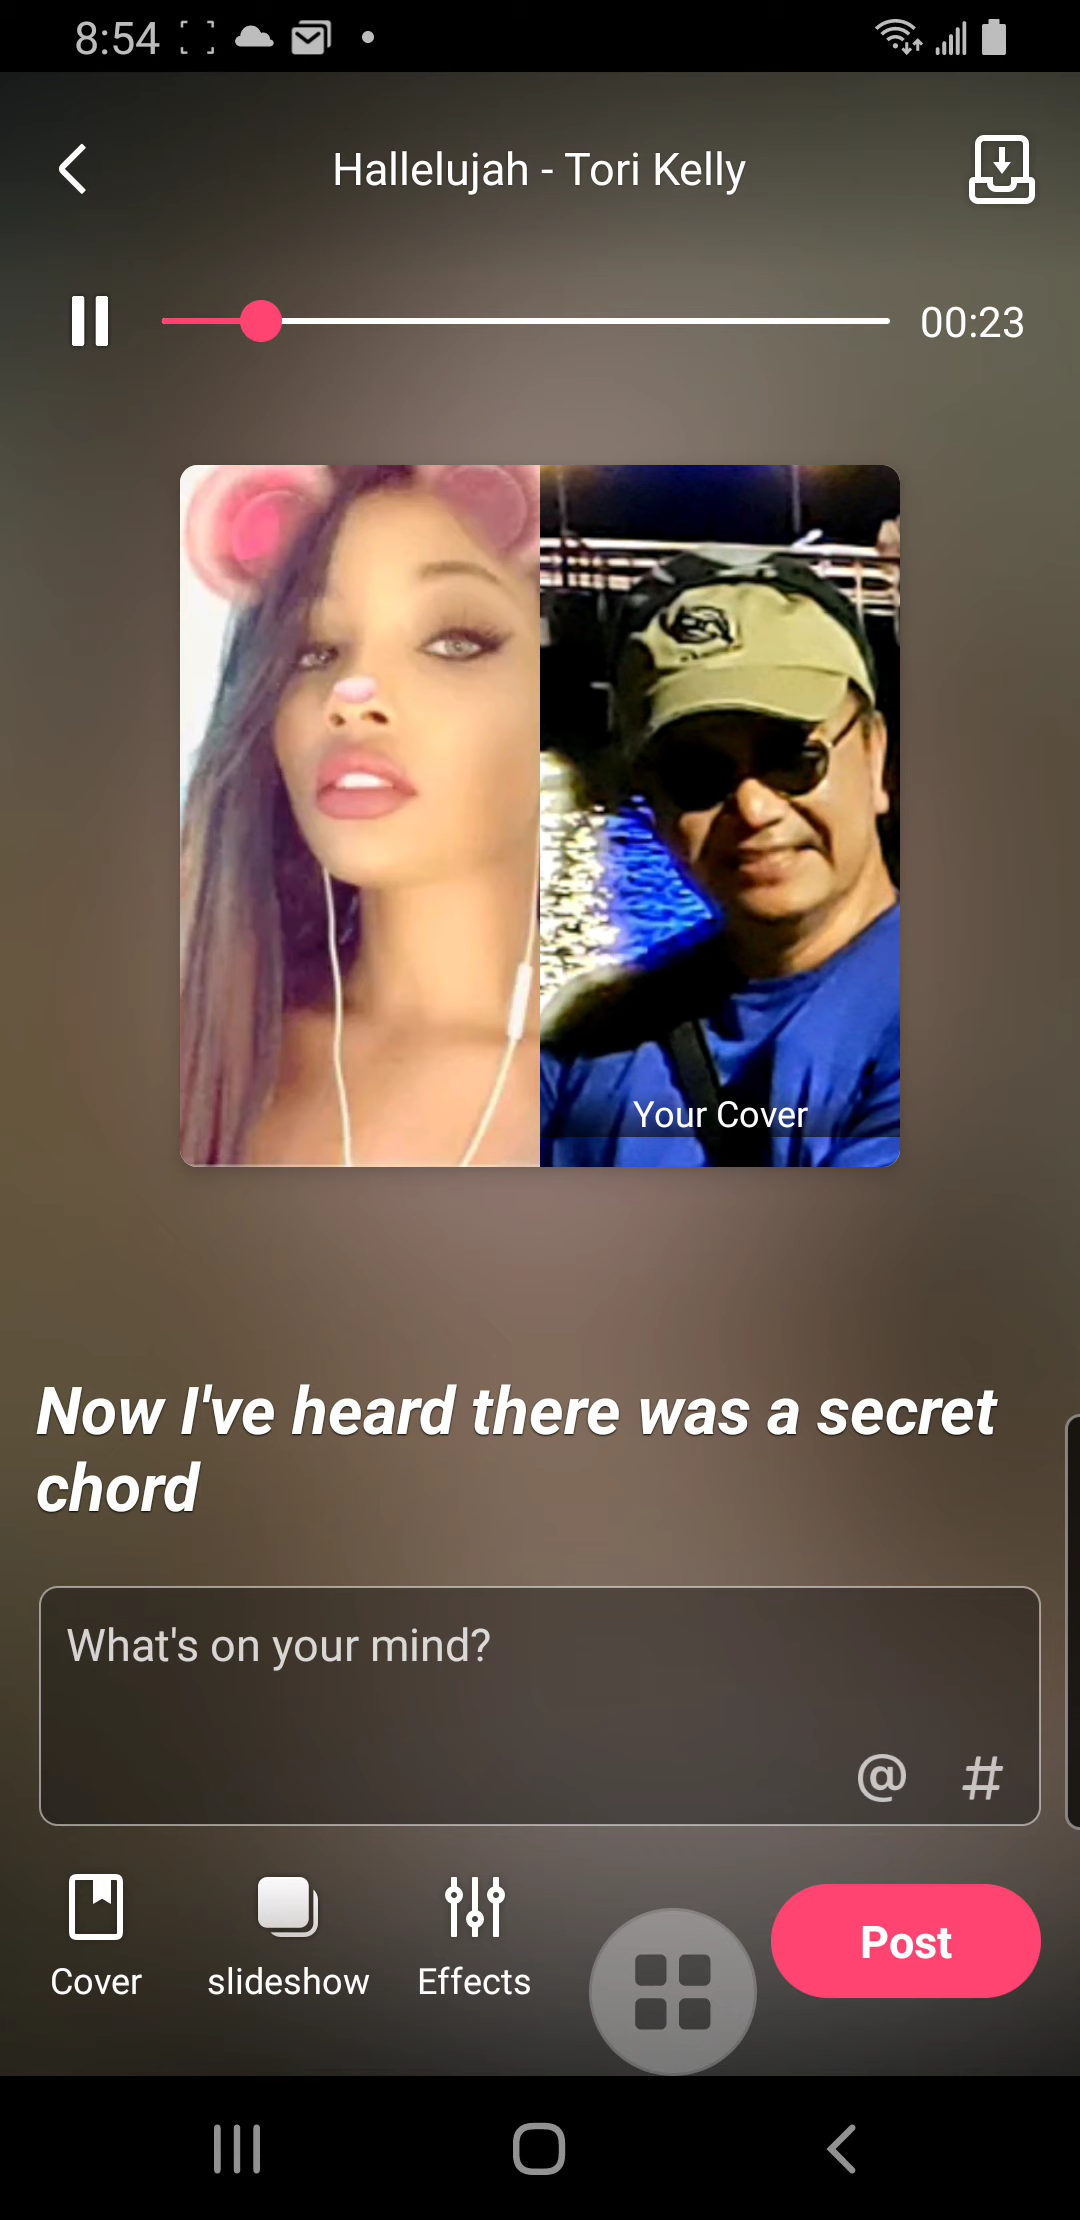 8:54
Hallelujah - Tori Kelly
00:23
Your Cover
Now I've heard there was a secret
chord
What's on your mind?
@ #
Cover slideshow Effects Post